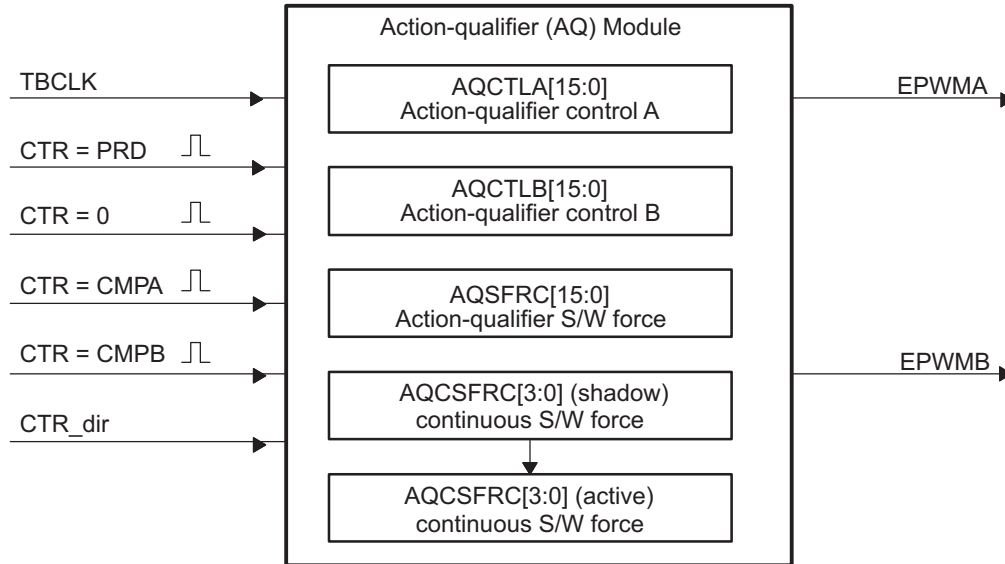 Action-qualifier (AQ) Module
TBCLK
CTR = PRD
CTR = 0
CTR = CMPA
CTR = CMPB
CTR_dir
AQCTLA[15:0]
Action-qualifier control A
AQCTLB[15:0]
Action-qualifier control B
AQSFRC[15:0]
Action-qualifier S/W force
AQCSFRC[3:0] (shadow)
continuous S/W force
AQCSFRC[3:0] (active)
continuous S/W force
EPWMA
EPWMB